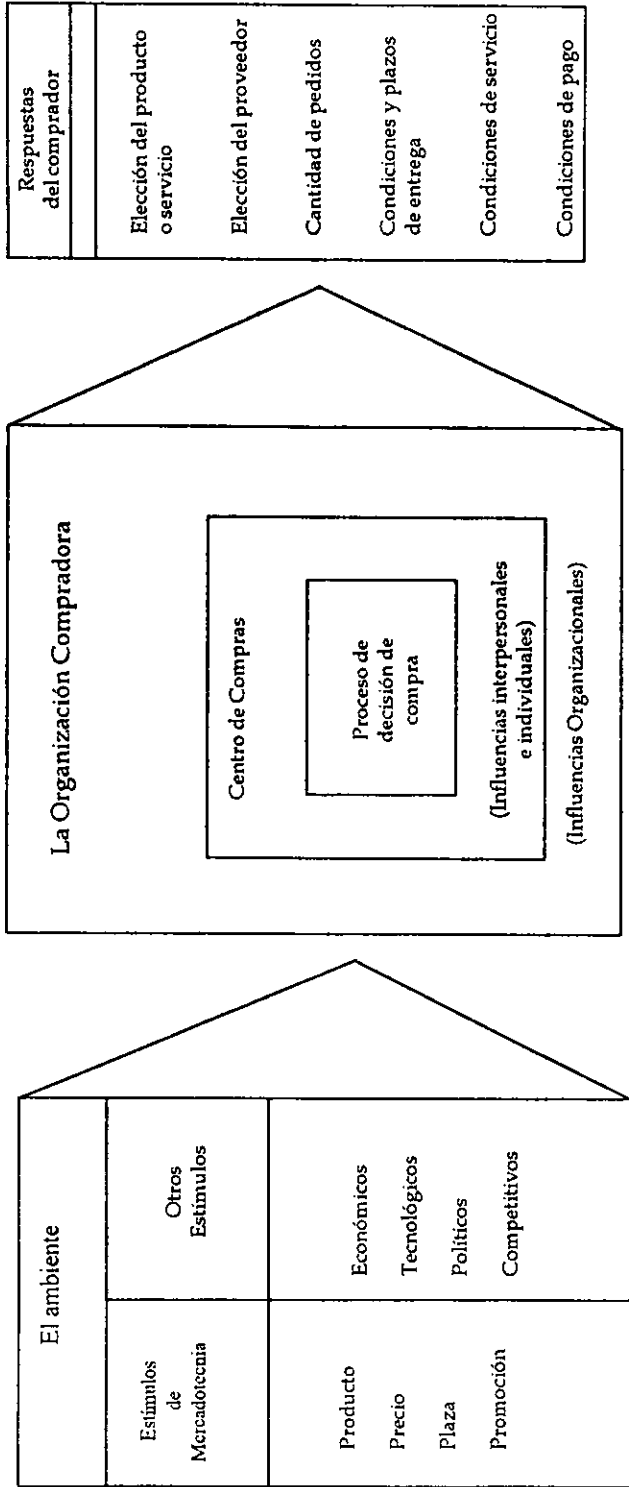 El ambiente
Estímulos
de
Mercadotecnia
Otros
Estímulos
Producto
Precio
Plaza
Promoción
Económicos
Tecnológicos
Políticos
Competitivos
La Organización Compradora
Centro de Compras
Proceso de
decisión de
compra
(Influencias interpersonales
e individuales)
(Influencias Organizacionales)
Respuestas
del comprador
Elección del producto
o servicio
Elección del proveedor
Cantidad de pedidos
Condiciones y plazos
de entrega
Condiciones de servicio
Condiciones de pago